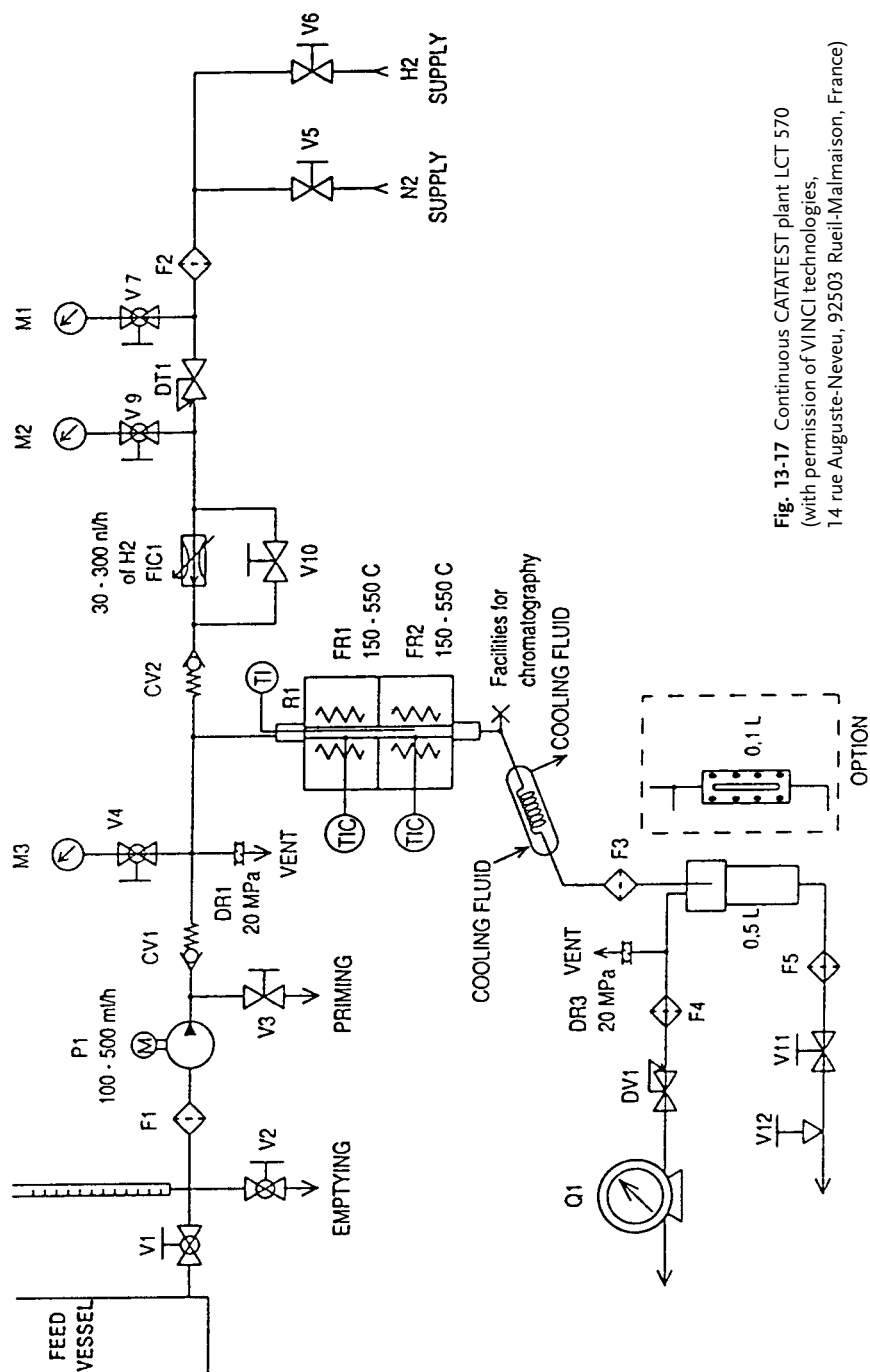 FEED
VESSEL
V1
V2
EMPTYING
F1
P1
100 - 500 ml/h
M
V3
PRIMING
CV1
M3
V4
DR1
20 MPa
VENT
CV2
30 - 300 nl/h
of H2
FIC1
V10
M2
V9
DT1
M1
V7
F2
V5
N2
SUPPLY
V6
H2
SUPPLY
TI
R1
FR1
150 - 550 C
FR2
150 - 550 C
TIC
TIC
Facilities for
chromatography
COOLING FLUID
COOLING FLUID
F3
0,5 L
0,1 L
OPTION
VENT
DR3
20 MPa
F4
DV1
Q1
F5
V11
V12
Fig. 13-17 Continuous CATATEST plant LCT 570
(with permission of VINCI technologies,
14 rue Auguste-Neveu, 92503 Rueil-Malmaison, France)